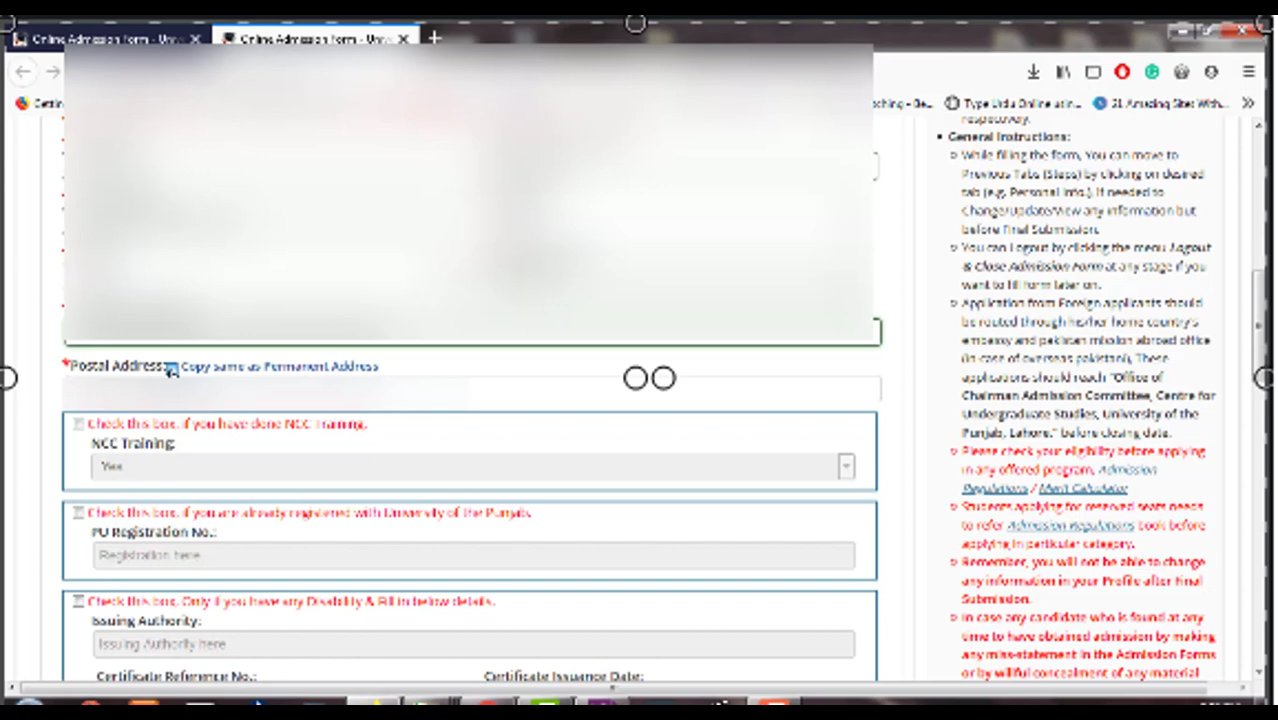 Online Admission Form - Univ
Online Admission Form - Univ
Gettin
ching - Be...
Type Urdu Online usin...
21 Amazing Sites With...
respectively.
General Instructions:
While filling the form, You can move to
Previous Tabs (Steps) by clicking on desired
tab (e.g. Personal Info.), if needed to
Change/Update/View any information but
before Final Submission.
You can Logout by clicking the menu Logout
& Close Admission Form at any stage if you
want to fill form later on.
Application from Foreign applicants should
be routed through his/her home country's
embassy and pakistan mission abroad office
(in case of overseas pakistani), These
applications should reach "Office of
Chairman Admission Committee, Centre for
Undergraduate Studies, University of the
Punjab, Lahore." before closing date.
Please check your eligibility before applying
in any offered program. Admission
Regulations / Merit Calculator
Students applying for reserved seats needs
to refer Admission Regulations book before
applying in particular category.
Remember, you will not be able to change
any information in your Profile after Final
Submission.
In case any candidate who is found at any
time to have obtained admission by making
any miss-statement in the Admission Forms
or by willful concealment of any material
*Postal Address: Copy same as Permanent Address
Check this box, if you have done NCC Training.
NCC Training:
Yes
Check this box, if you are already registered with University of the Punjab.
PU Registration No.:
Registration here
Check this box, Only if you have any Disability & Fill in below details.
Issuing Authority:
Issuing Authority here
Certificate Reference No.:
Certificate Issuance Date: